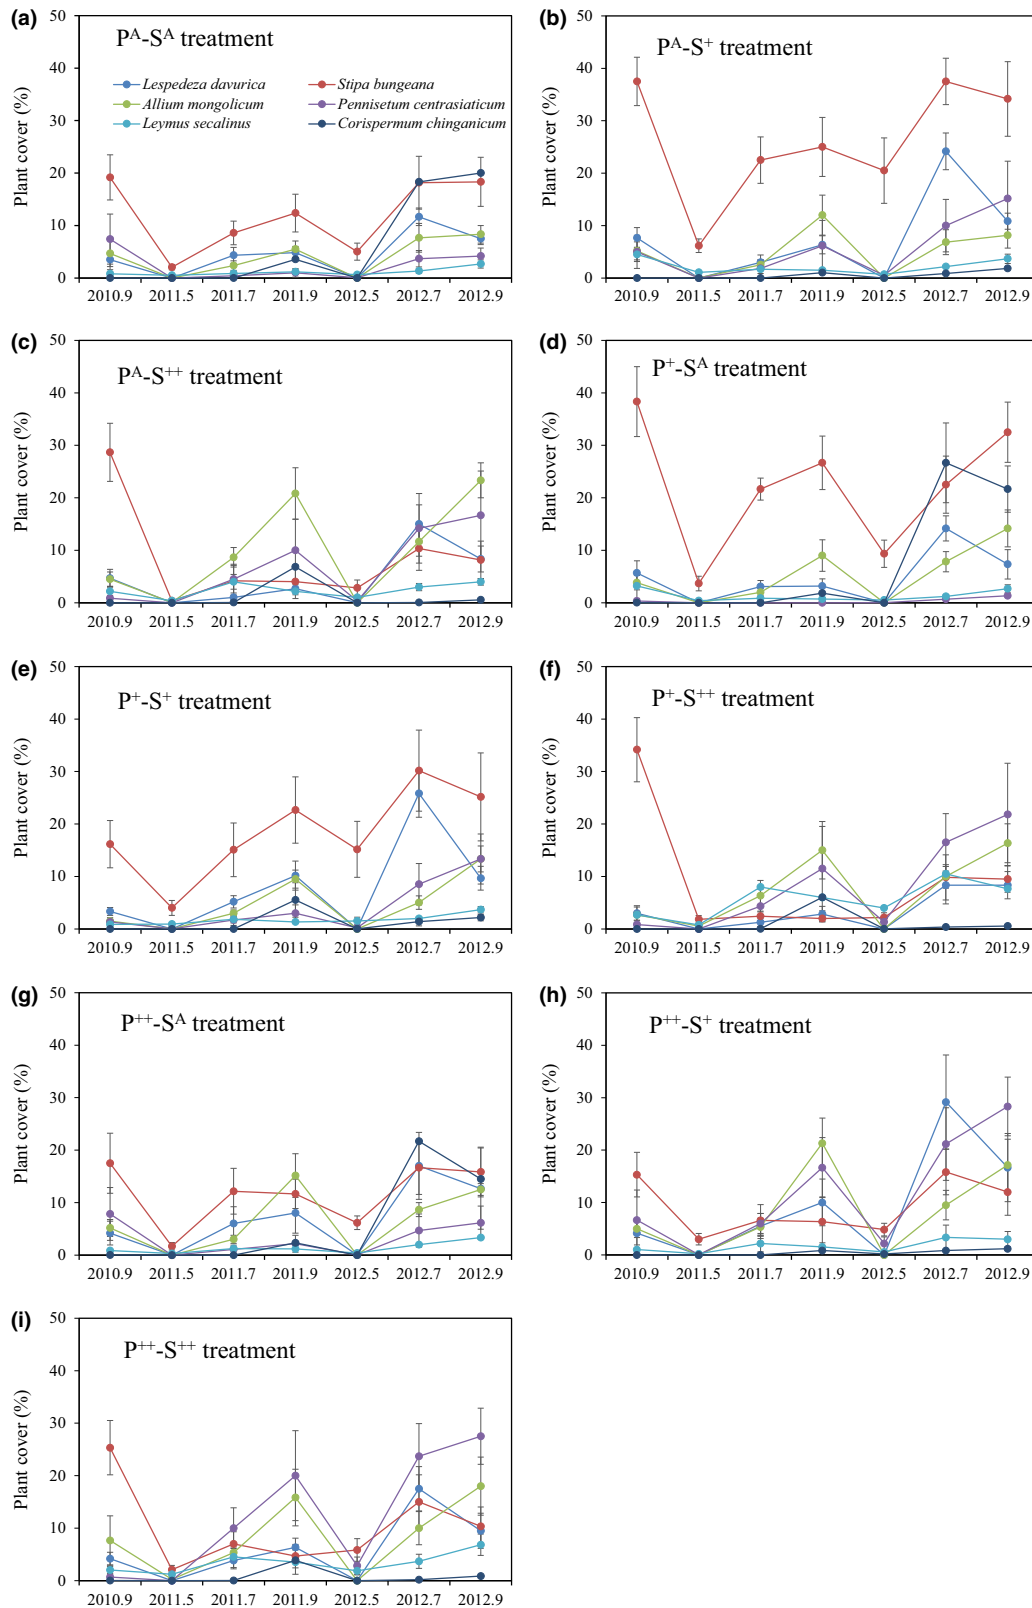 (a)
PA-SA treatment
Lespedeza davurica
Stipa bungeana
Allium mongolicum
Pennisetum centrasiaticum
Leymus secalinus
Corispermum chinganicum
Plant cover (%)
50
40
30
20
10
0
2010.9 2011.5 2011.7 2011.9 2012.5 2012.7 2012.9
(b)
PA-S+ treatment
Plant cover (%)
50
40
30
20
10
0
2010.9 2011.5 2011.7 2011.9 2012.5 2012.7 2012.9
(c)
PA-S++ treatment
Plant cover (%)
50
40
30
20
10
0
2010.9 2011.5 2011.7 2011.9 2012.5 2012.7 2012.9
(d)
P+-SA treatment
Plant cover (%)
50
40
30
20
10
0
2010.9 2011.5 2011.7 2011.9 2012.5 2012.7 2012.9
(e)
P+-S+ treatment
Plant cover (%)
50
40
30
20
10
0
2010.9 2011.5 2011.7 2011.9 2012.5 2012.7 2012.9
(f)
P+-S++ treatment
Plant cover (%)
50
40
30
20
10
0
2010.9 2011.5 2011.7 2011.9 2012.5 2012.7 2012.9
(g)
P++-SA treatment
Plant cover (%)
50
40
30
20
10
0
2010.9 2011.5 2011.7 2011.9 2012.5 2012.7 2012.9
(h)
P++-S+ treatment
Plant cover (%)
50
40
30
20
10
0
2010.9 2011.5 2011.7 2011.9 2012.5 2012.7 2012.9
(i)
P++-S++ treatment
Plant cover (%)
50
40
30
20
10
0
2010.9 2011.5 2011.7 2011.9 2012.5 2012.7 2012.9